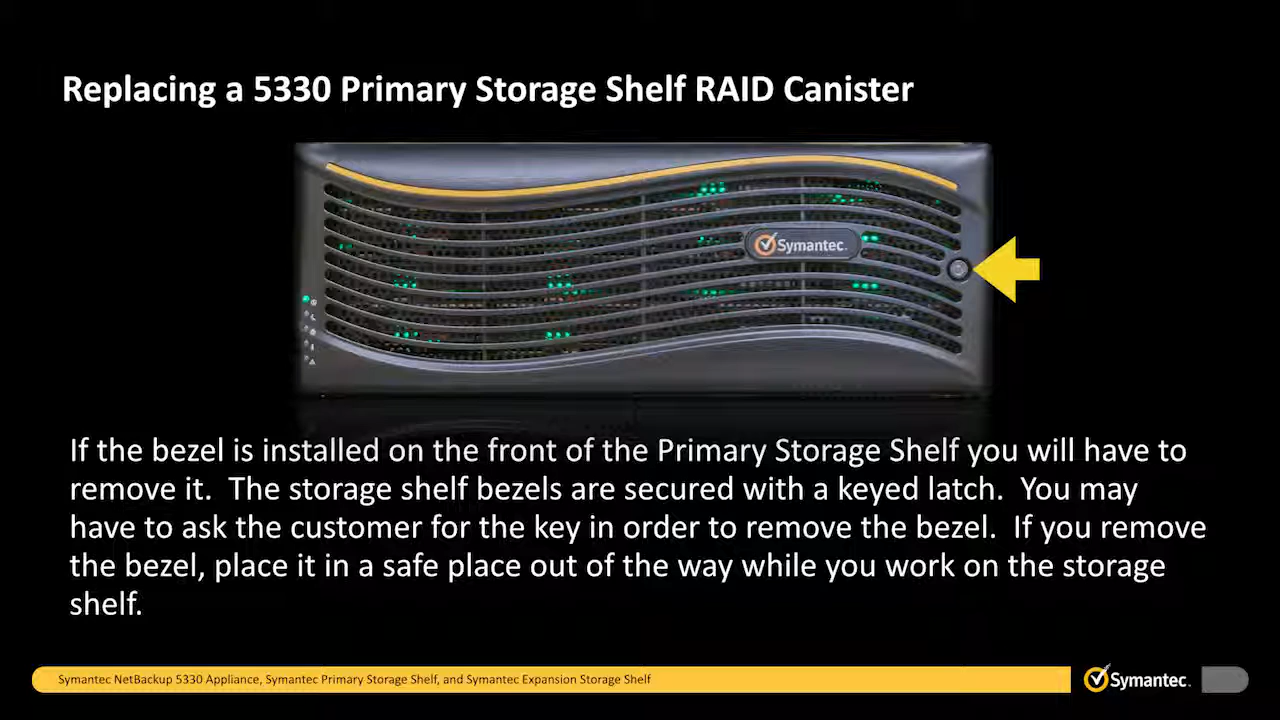 Replacing a 5330 Primary Storage Shelf RAID Canister
Symantec.
If the bezel is installed on the front of the Primary Storage Shelf you will have to
remove it.  The storage shelf bezels are secured with a keyed latch.  You may
have to ask the customer for the key in order to remove the bezel.  If you remove
the bezel, place it in a safe place out of the way while you work on the storage
shelf.
Symantec NetBackup 5330 Appliance, Symantec Primary Storage Shelf, and Symantec Expansion Storage Shelf
Symantec.